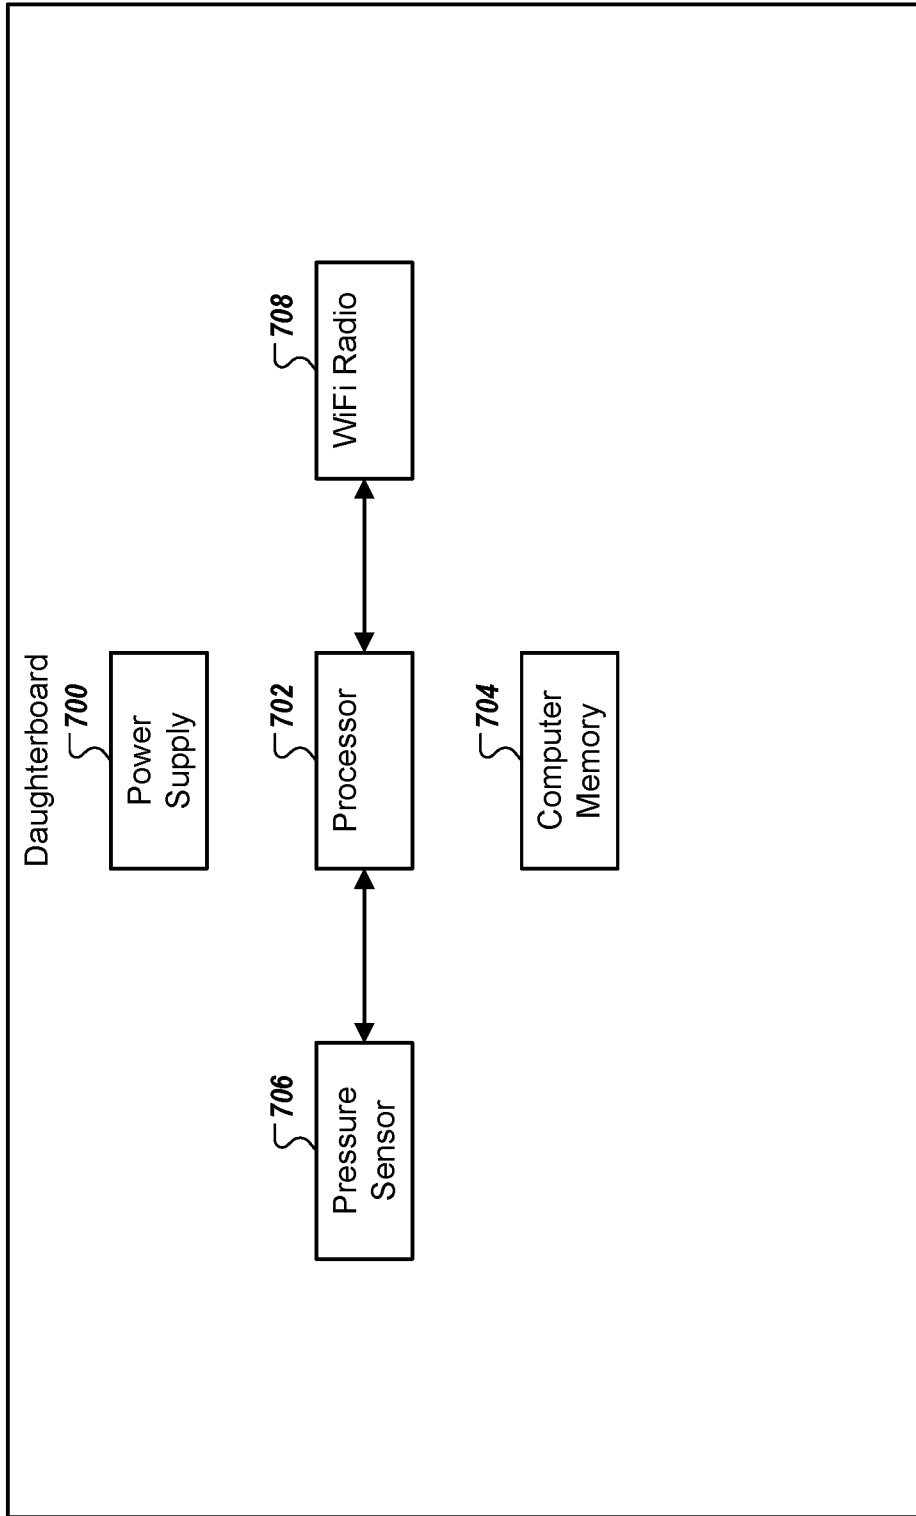 Daughterboard
700
Power
Supply
706
Pressure
Sensor
702
Processor
708
WiFi Radio
704
Computer
Memory